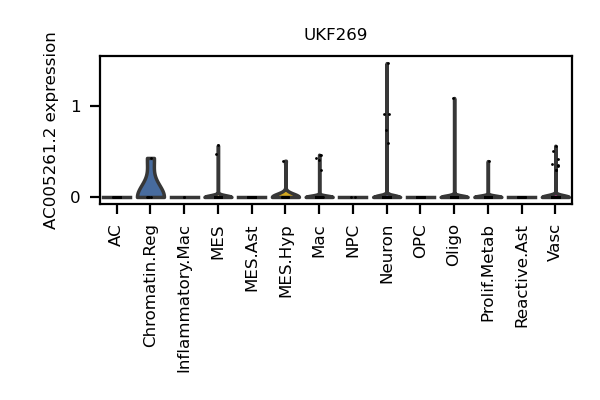 UKF269
AC005261.2 expression
1
0
AC
Chromatin.Reg
Inflammatory.Mac
MES
MES.Ast
MES.Hyp
Mac
NPC
Neuron
OPC
Oligo
Prolif.Metab
Reactive.Ast
Vasc